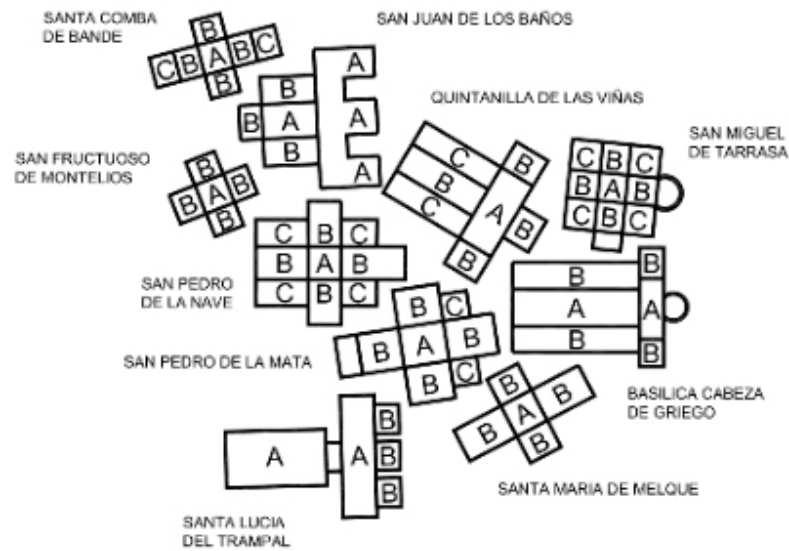 SANTA COMBA
DE BANDE
B
C B A B C
B
SAN JUAN DE LOS BAÑOS
A
B
B A A
B
A
QUINTANILLA DE LAS VIÑAS
C B
B
C A B
B
SAN MIGUEL
DE TARRASA
C B C
B A B
C B C
SAN FRUCTUOSO
DE MONTELIOS
B
B A B
B
SAN PEDRO
DE LA NAVE
C B C
B A B
C B C
SAN PEDRO DE LA MATA
B C
B A B
B C
BASILICA CABEZA
DE GRIEGO
B B
A A
B B
SANTA MARIA DE MELQUE
B B
A
B B
SANTA LUCIA
DEL TRAMPAL
B
A A B
B